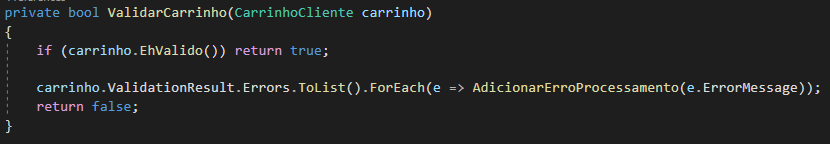 private bool ValidarCarrinho(CarrinhoCliente carrinho)
{
    if (carrinho.EhValido()) return true;
    carrinho.ValidationResult.Errors.ToList().ForEach(e => AdicionarErroProcessamento(e.ErrorMessage));
    return false;
}